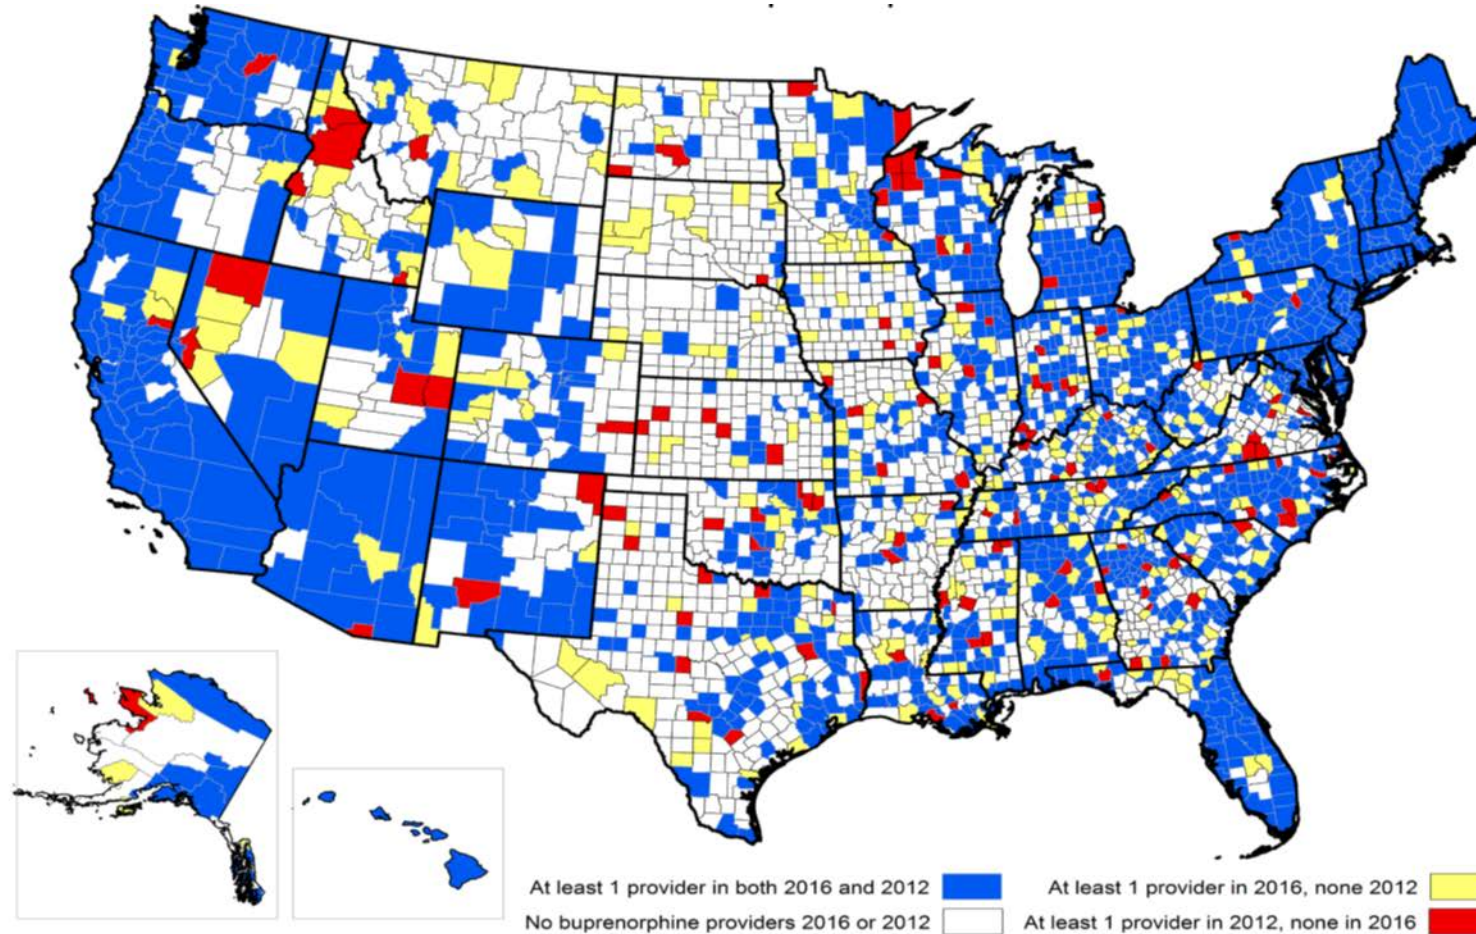 At least 1 provider in both 2016 and 2012
At least 1 provider in 2016, none 2012
No buprenorphine providers 2016 or 2012
At least 1 provider in 2012, none in 2016